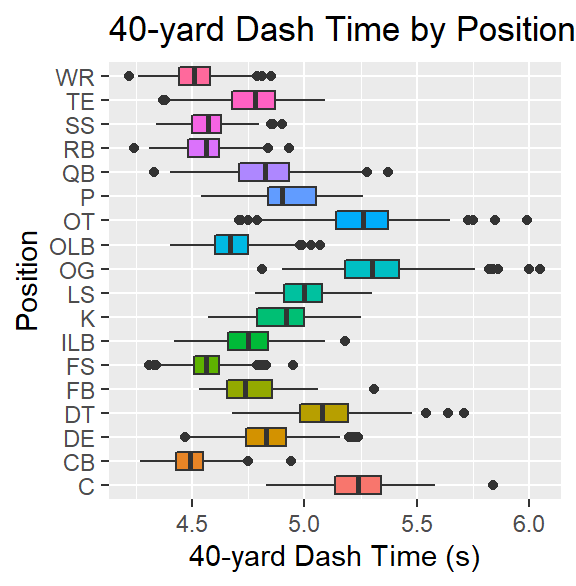 40-yard Dash Time by Position
Position
WR
TE
SS
RB
QB
P
OT
OLB
OG
LS
K
ILB
FS
FB
DT
DE
CB
C
4.5 5.0 5.5 6.0
40-yard Dash Time (s)